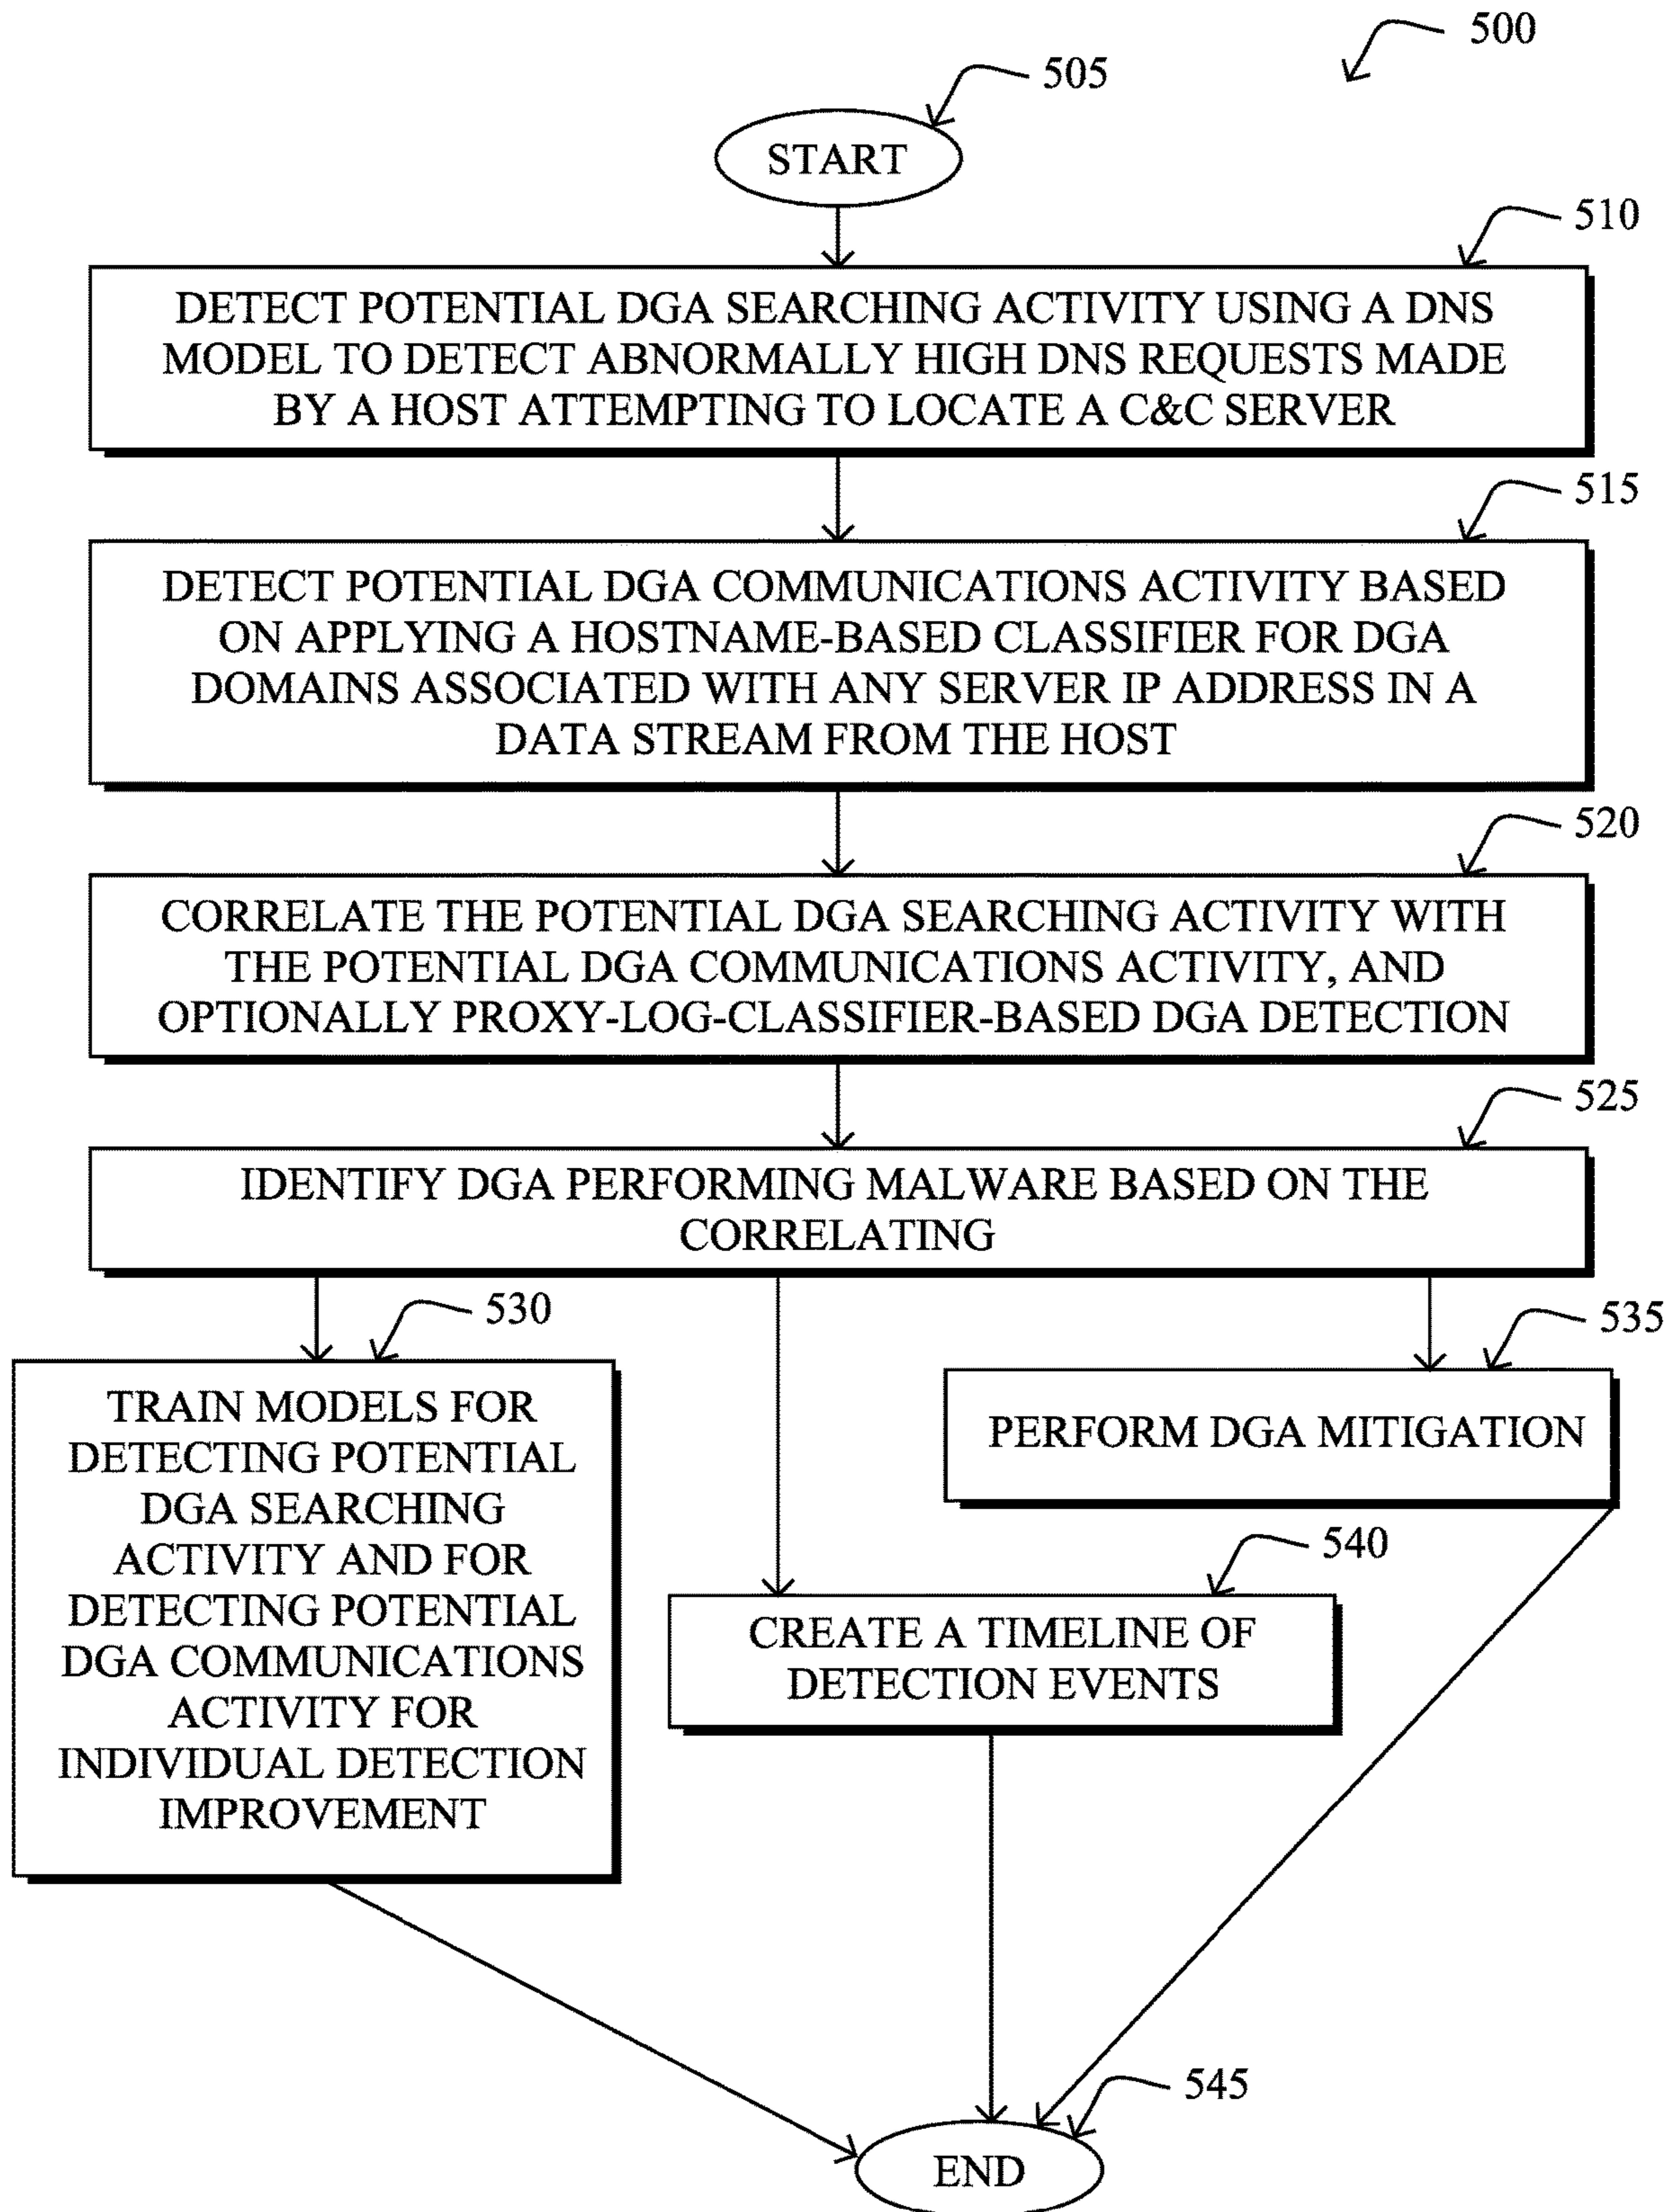 500
505
START
510
DETECT POTENTIAL DGA SEARCHING ACTIVITY USING A DNS
MODEL TO DETECT ABNORMALLY HIGH DNS REQUESTS MADE
BY A HOST ATTEMPTING TO LOCATE A C&C SERVER
515
DETECT POTENTIAL DGA COMMUNICATIONS ACTIVITY BASED
ON APPLYING A HOSTNAME-BASED CLASSIFIER FOR DGA
DOMAINS ASSOCIATED WITH ANY SERVER IP ADDRESS IN A
DATA STREAM FROM THE HOST
520
CORRELATE THE POTENTIAL DGA SEARCHING ACTIVITY WITH
THE POTENTIAL DGA COMMUNICATIONS ACTIVITY, AND
OPTIONALLY PROXY-LOG-CLASSIFIER-BASED DGA DETECTION
525
IDENTIFY DGA PERFORMING MALWARE BASED ON THE
CORRELATING
530
TRAIN MODELS FOR
DETECTING POTENTIAL
DGA SEARCHING
ACTIVITY AND FOR
DETECTING POTENTIAL
DGA COMMUNICATIONS
ACTIVITY FOR
INDIVIDUAL DETECTION
IMPROVEMENT
535
PERFORM DGA MITIGATION
540
CREATE A TIMELINE OF
DETECTION EVENTS
545
END